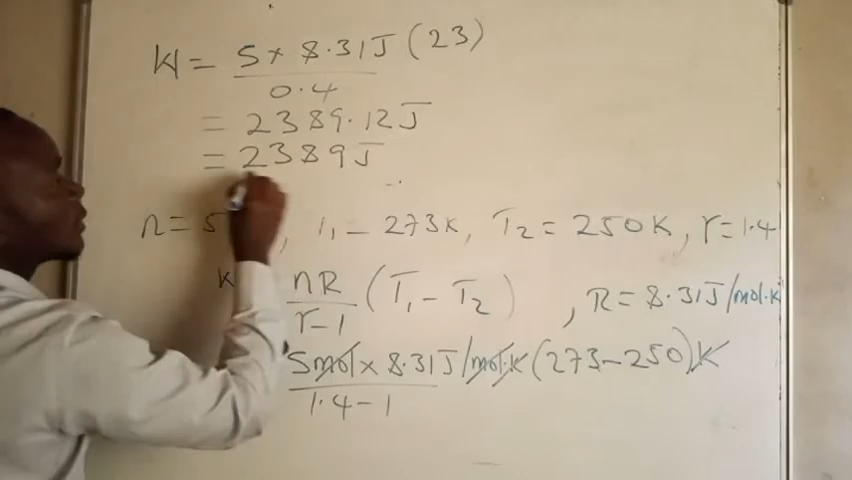 W = 5 × 8.31J (23)
0.4
= 2389.12J
= 2389J
n = 5 , T₁ = 273K, T₂ = 250K, r = 1.4
nR (T₁ - T₂) , R = 8.31J/mol.K
r-1
5mol × 8.31J/mol.K (273-250)K
1.4-1